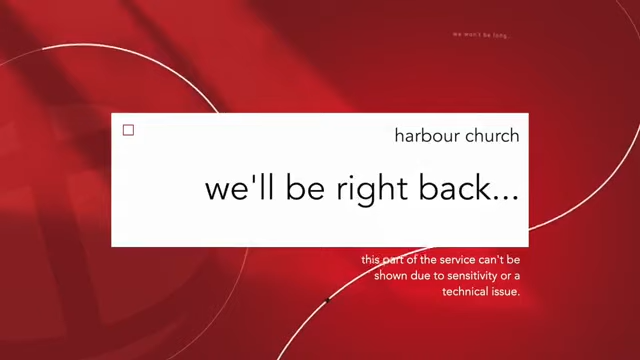 we won't be long..
harbour church
we'll be right back...
this part of the service can't be
shown due to sensitivity or a
technical issue.